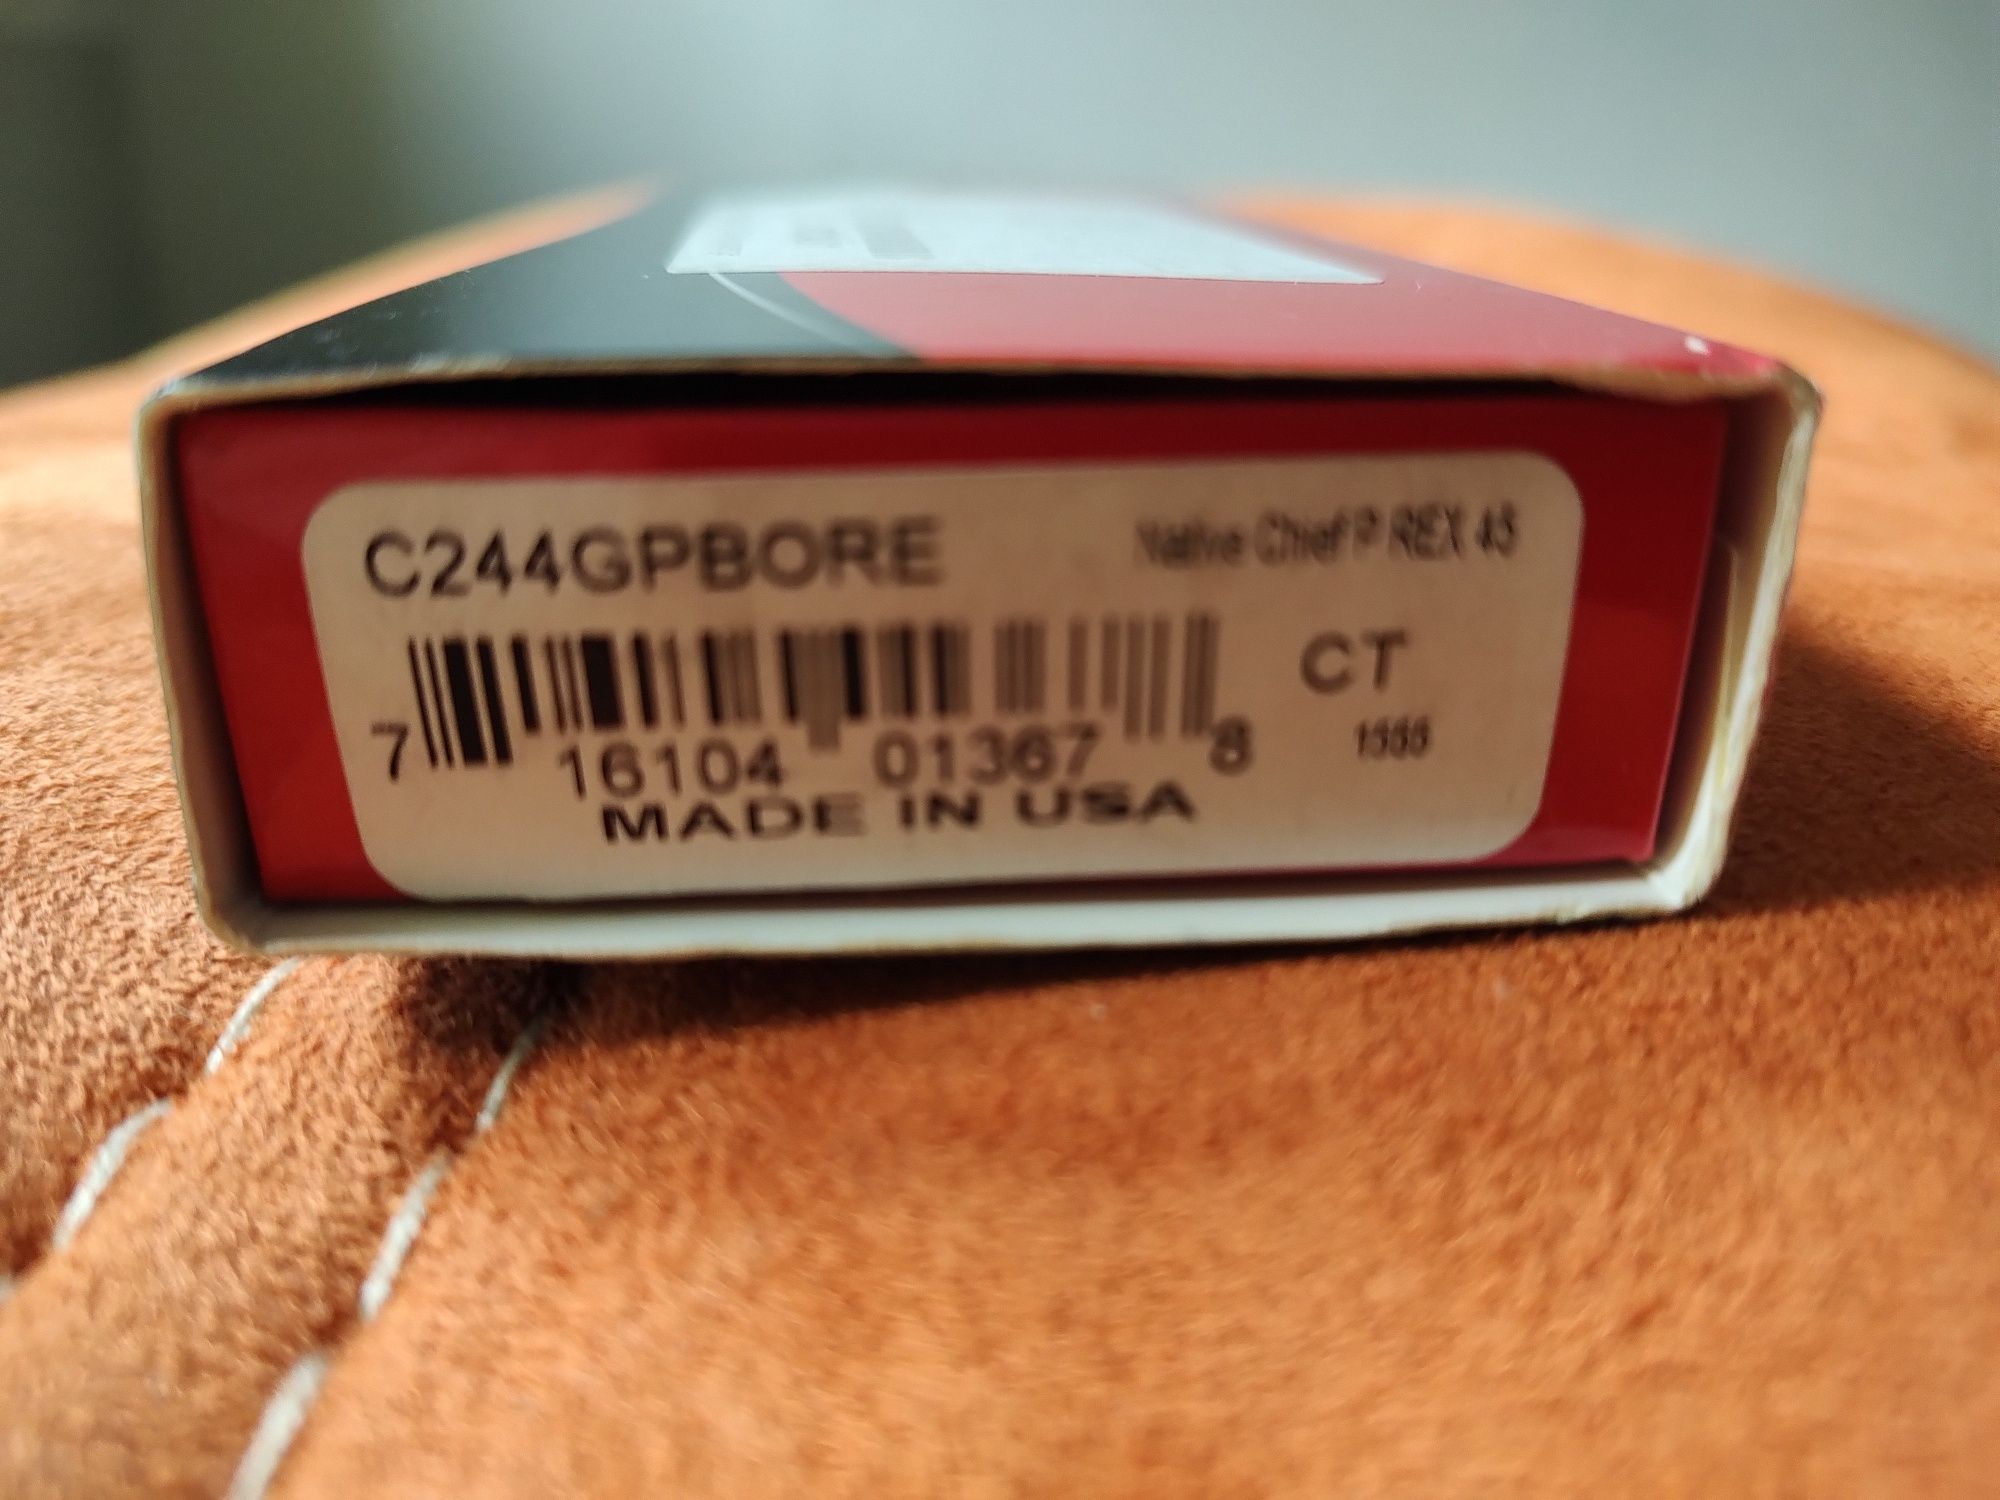 C244GPBORE
Native Chief P REX 45
CT
1555
7 16104 01367 8
MADE IN USA